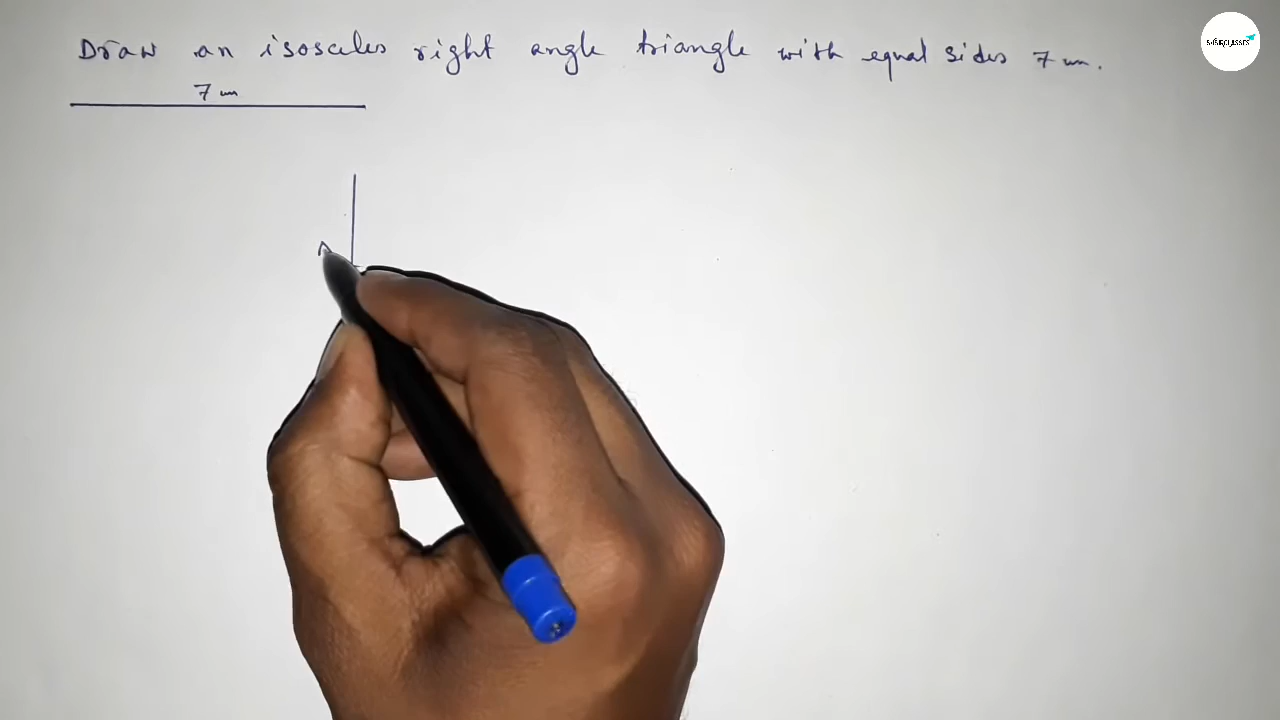 Draw an isosceles right angle triangle with equal sides 7 cm.
7 cm